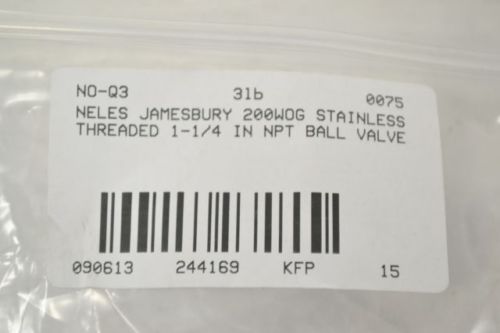 NO-Q3 3lb 0075
NELES JAMESBURY 200WOG STAINLESS
THREADED 1-1/4 IN NPT BALL VALVE
090613 244169 KFP 15